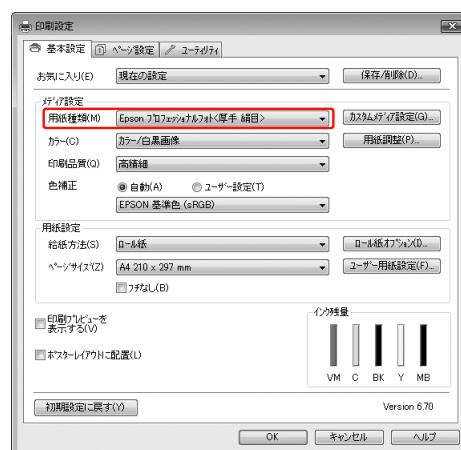 印刷設定
基本設定 ページ設定 ユーティリティ
お気に入り(E) 現在の設定 保存/削除(D)...
メディア設定
用紙種類(M) Epson プロフェッショナルフォト<厚手 絹目> カスタムメディア設定(G)...
カラー(C) カラー/白黒画像 用紙調整(P)...
印刷品質(Q) 高精細
色補正 自動(A) ユーザー設定(T)
EPSON 基準色 (sRGB)
用紙設定
給紙方法(S) ロール紙 ロール紙オプション(I)...
ページサイズ(Z) A4 210 x 297 mm ユーザー用紙設定(F)...
フチなし(B)
印刷プレビューを
表示する(V)
インク残量
ポスターレイアウトに配置(L)
VM C BK Y MB
初期設定に戻す(Y) Version 6.70
OK キャンセル ヘルプ